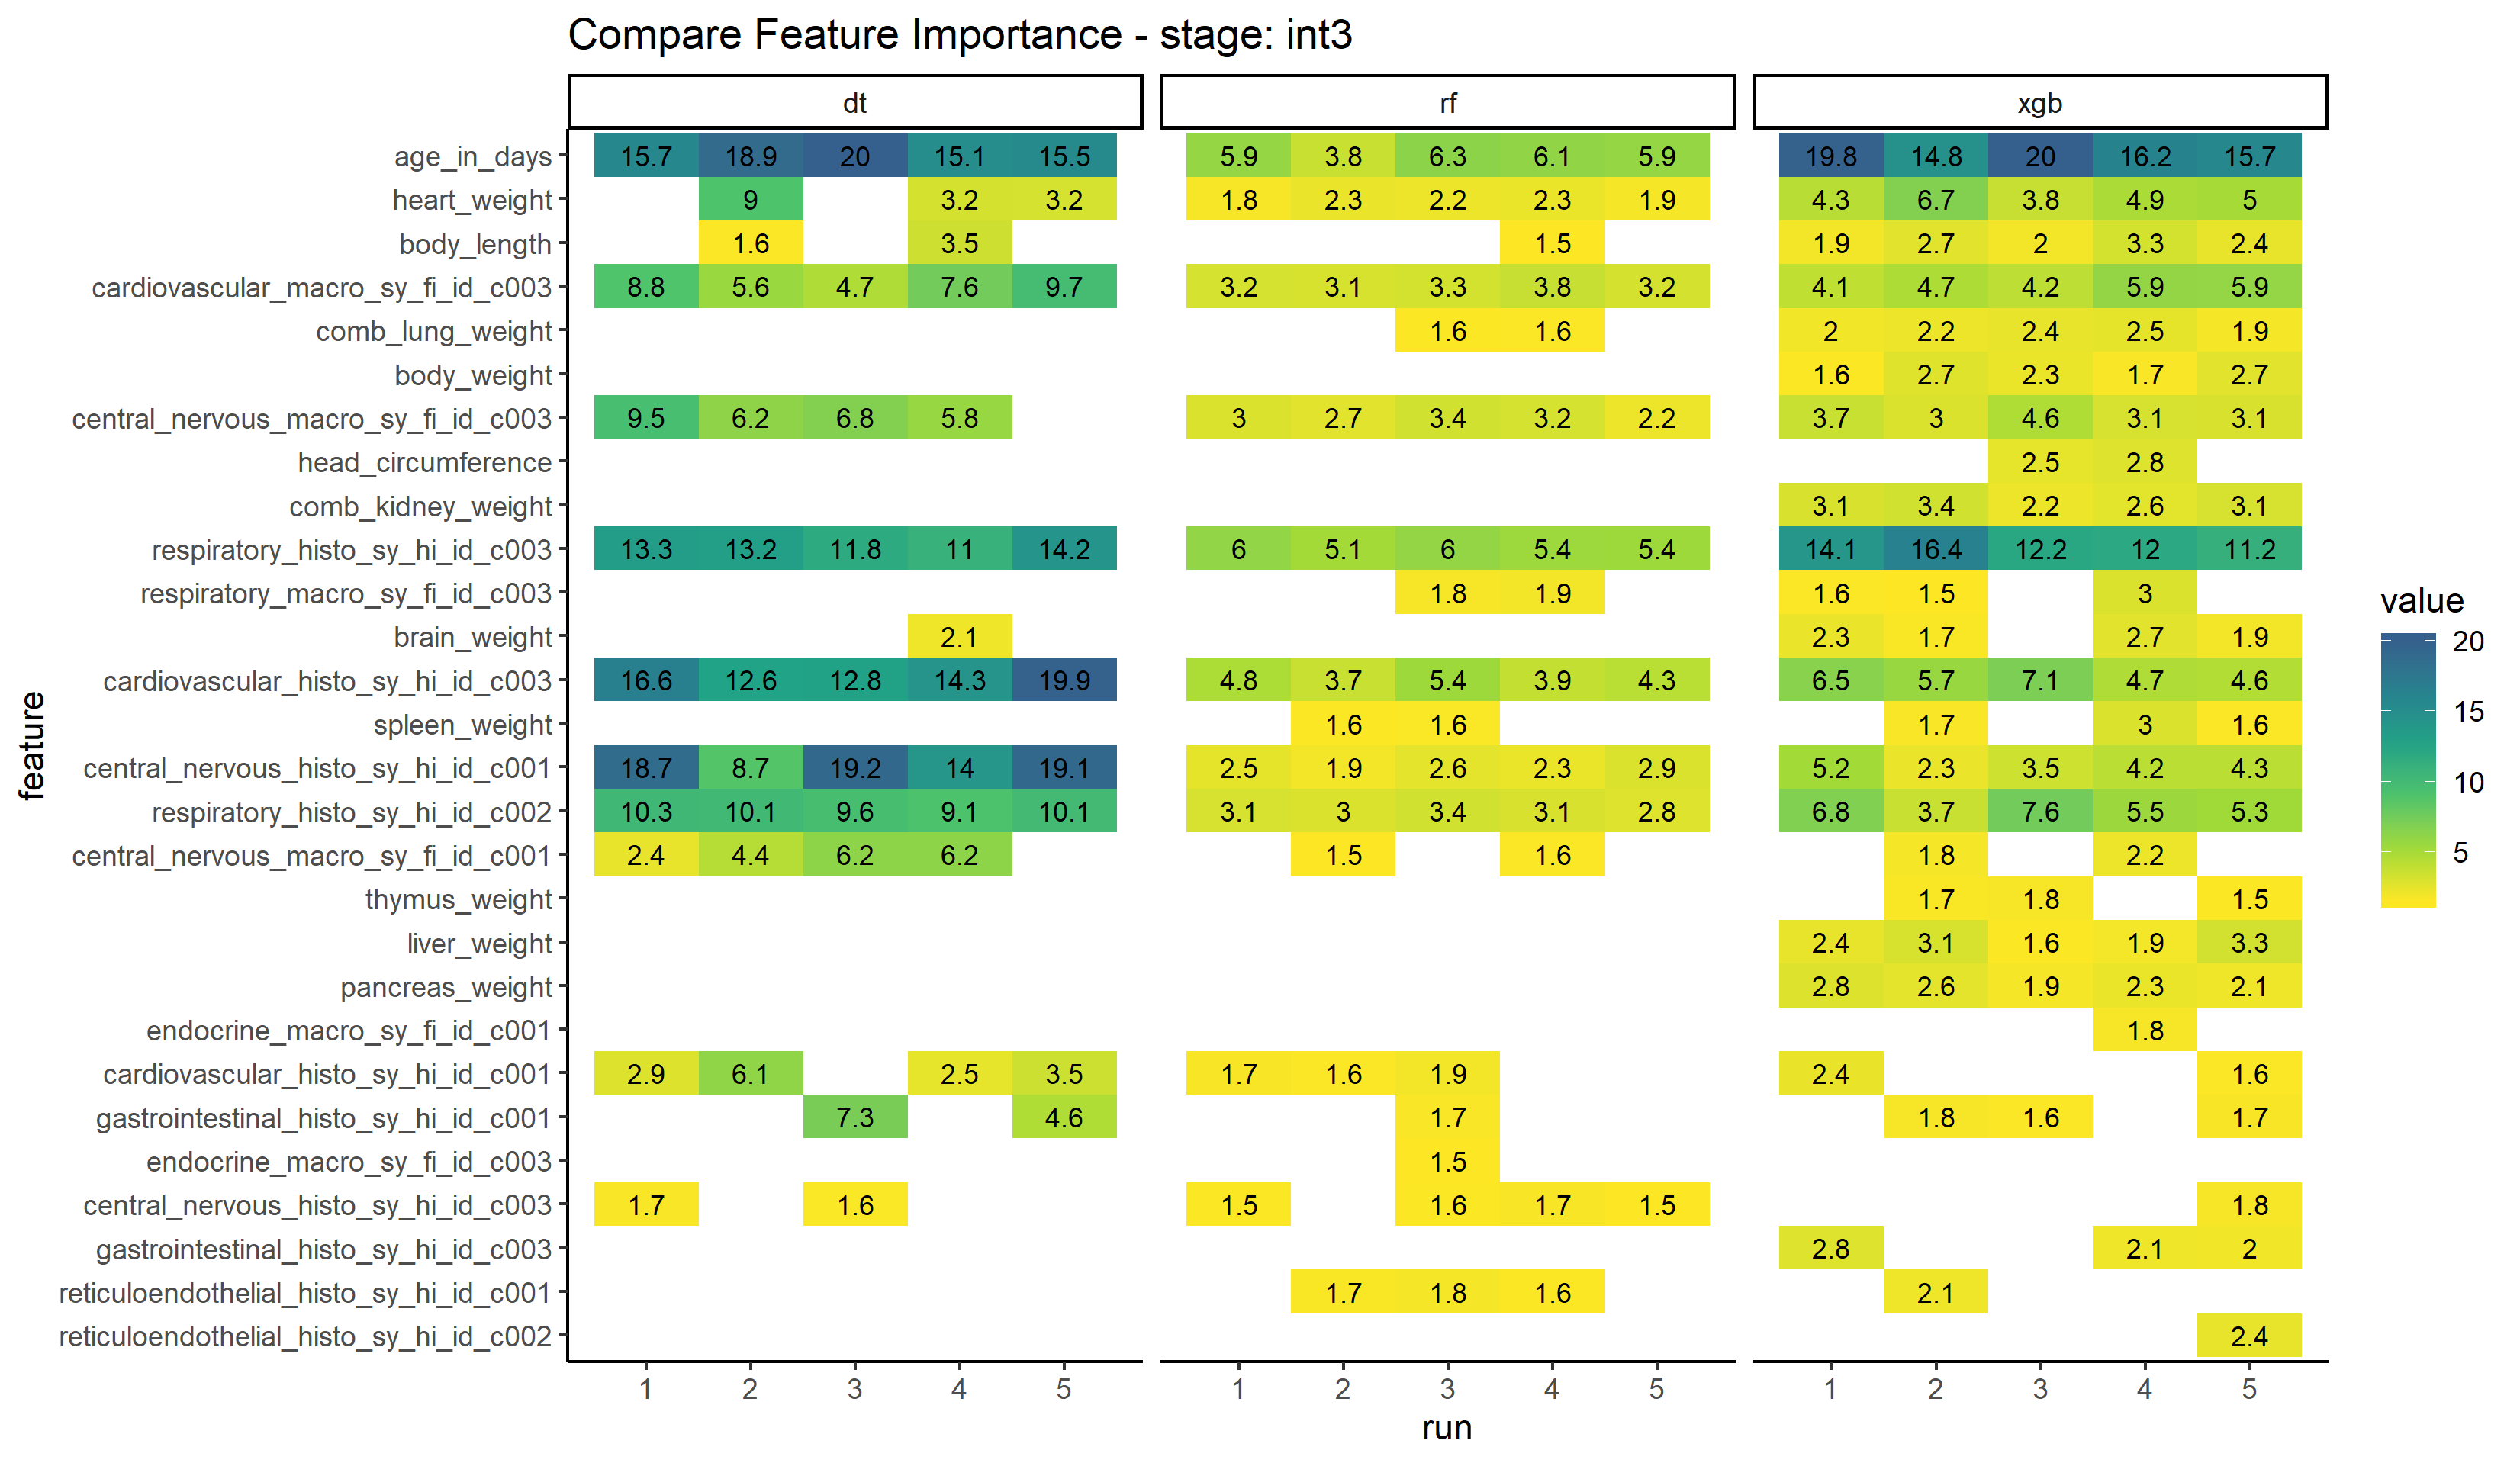 Compare Feature Importance - stage: int3
dt rf xgb
age_in_days 15.7 18.9 20 15.1 15.5 5.9 3.8 6.3 6.1 5.9 19.8 14.8 20 16.2 15.7
heart_weight 9 3.2 3.2 1.8 2.3 2.2 2.3 1.9 4.3 6.7 3.8 4.9 5
body_length 1.6 3.5 1.5 1.9 2.7 2 3.3 2.4
cardiovascular_macro_sy_fi_id_c003 8.8 5.6 4.7 7.6 9.7 3.2 3.1 3.3 3.8 3.2 4.1 4.7 4.2 5.9 5.9
comb_lung_weight 1.6 1.6 2 2.2 2.4 2.5 1.9
body_weight 1.6 2.7 2.3 1.7 2.7
central_nervous_macro_sy_fi_id_c003 9.5 6.2 6.8 5.8 3 2.7 3.4 3.2 2.2 3.7 3 4.6 3.1 3.1
head_circumference 2.5 2.8
comb_kidney_weight 3.1 3.4 2.2 2.6 3.1
respiratory_histo_sy_hi_id_c003 13.3 13.2 11.8 11 14.2 6 5.1 6 5.4 5.4 14.1 16.4 12.2 12 11.2
respiratory_macro_sy_fi_id_c003 1.8 1.9 1.6 1.5 3
brain_weight 2.1 2.3 1.7 2.7 1.9
cardiovascular_histo_sy_hi_id_c003 16.6 12.6 12.8 14.3 19.9 4.8 3.7 5.4 3.9 4.3 6.5 5.7 7.1 4.7 4.6
spleen_weight 1.6 1.6 1.7 3 1.6
central_nervous_histo_sy_hi_id_c001 18.7 8.7 19.2 14 19.1 2.5 1.9 2.6 2.3 2.9 5.2 2.3 3.5 4.2 4.3
respiratory_histo_sy_hi_id_c002 10.3 10.1 9.6 9.1 10.1 3.1 3 3.4 3.1 2.8 6.8 3.7 7.6 5.5 5.3
central_nervous_macro_sy_fi_id_c001 2.4 4.4 6.2 6.2 1.5 1.6 1.8 2.2
thymus_weight 1.7 1.8 1.5
liver_weight 2.4 3.1 1.6 1.9 3.3
pancreas_weight 2.8 2.6 1.9 2.3 2.1
endocrine_macro_sy_fi_id_c001 1.8
cardiovascular_histo_sy_hi_id_c001 2.9 6.1 2.5 3.5 1.7 1.6 1.9 2.4 1.6
gastrointestinal_histo_sy_hi_id_c001 7.3 4.6 1.7 1.8 1.6 1.7
endocrine_macro_sy_fi_id_c003 1.5
central_nervous_histo_sy_hi_id_c003 1.7 1.6 1.5 1.6 1.7 1.5 1.8
gastrointestinal_histo_sy_hi_id_c003 2.8 2.1 2
reticuloendothelial_histo_sy_hi_id_c001 1.7 1.8 1.6 2.1
reticuloendothelial_histo_sy_hi_id_c002 2.4
1 2 3 4 5 1 2 3 4 5 1 2 3 4 5
run
feature
value
20
15
10
5